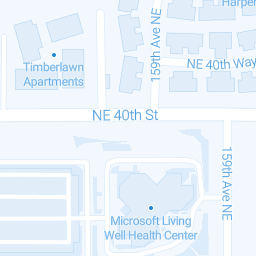 Harper
159th Ave NE
Timberlawn
Apartments
NE 40th Way
NE 40th St
159th Ave NE
Microsoft Living
Well Health Center